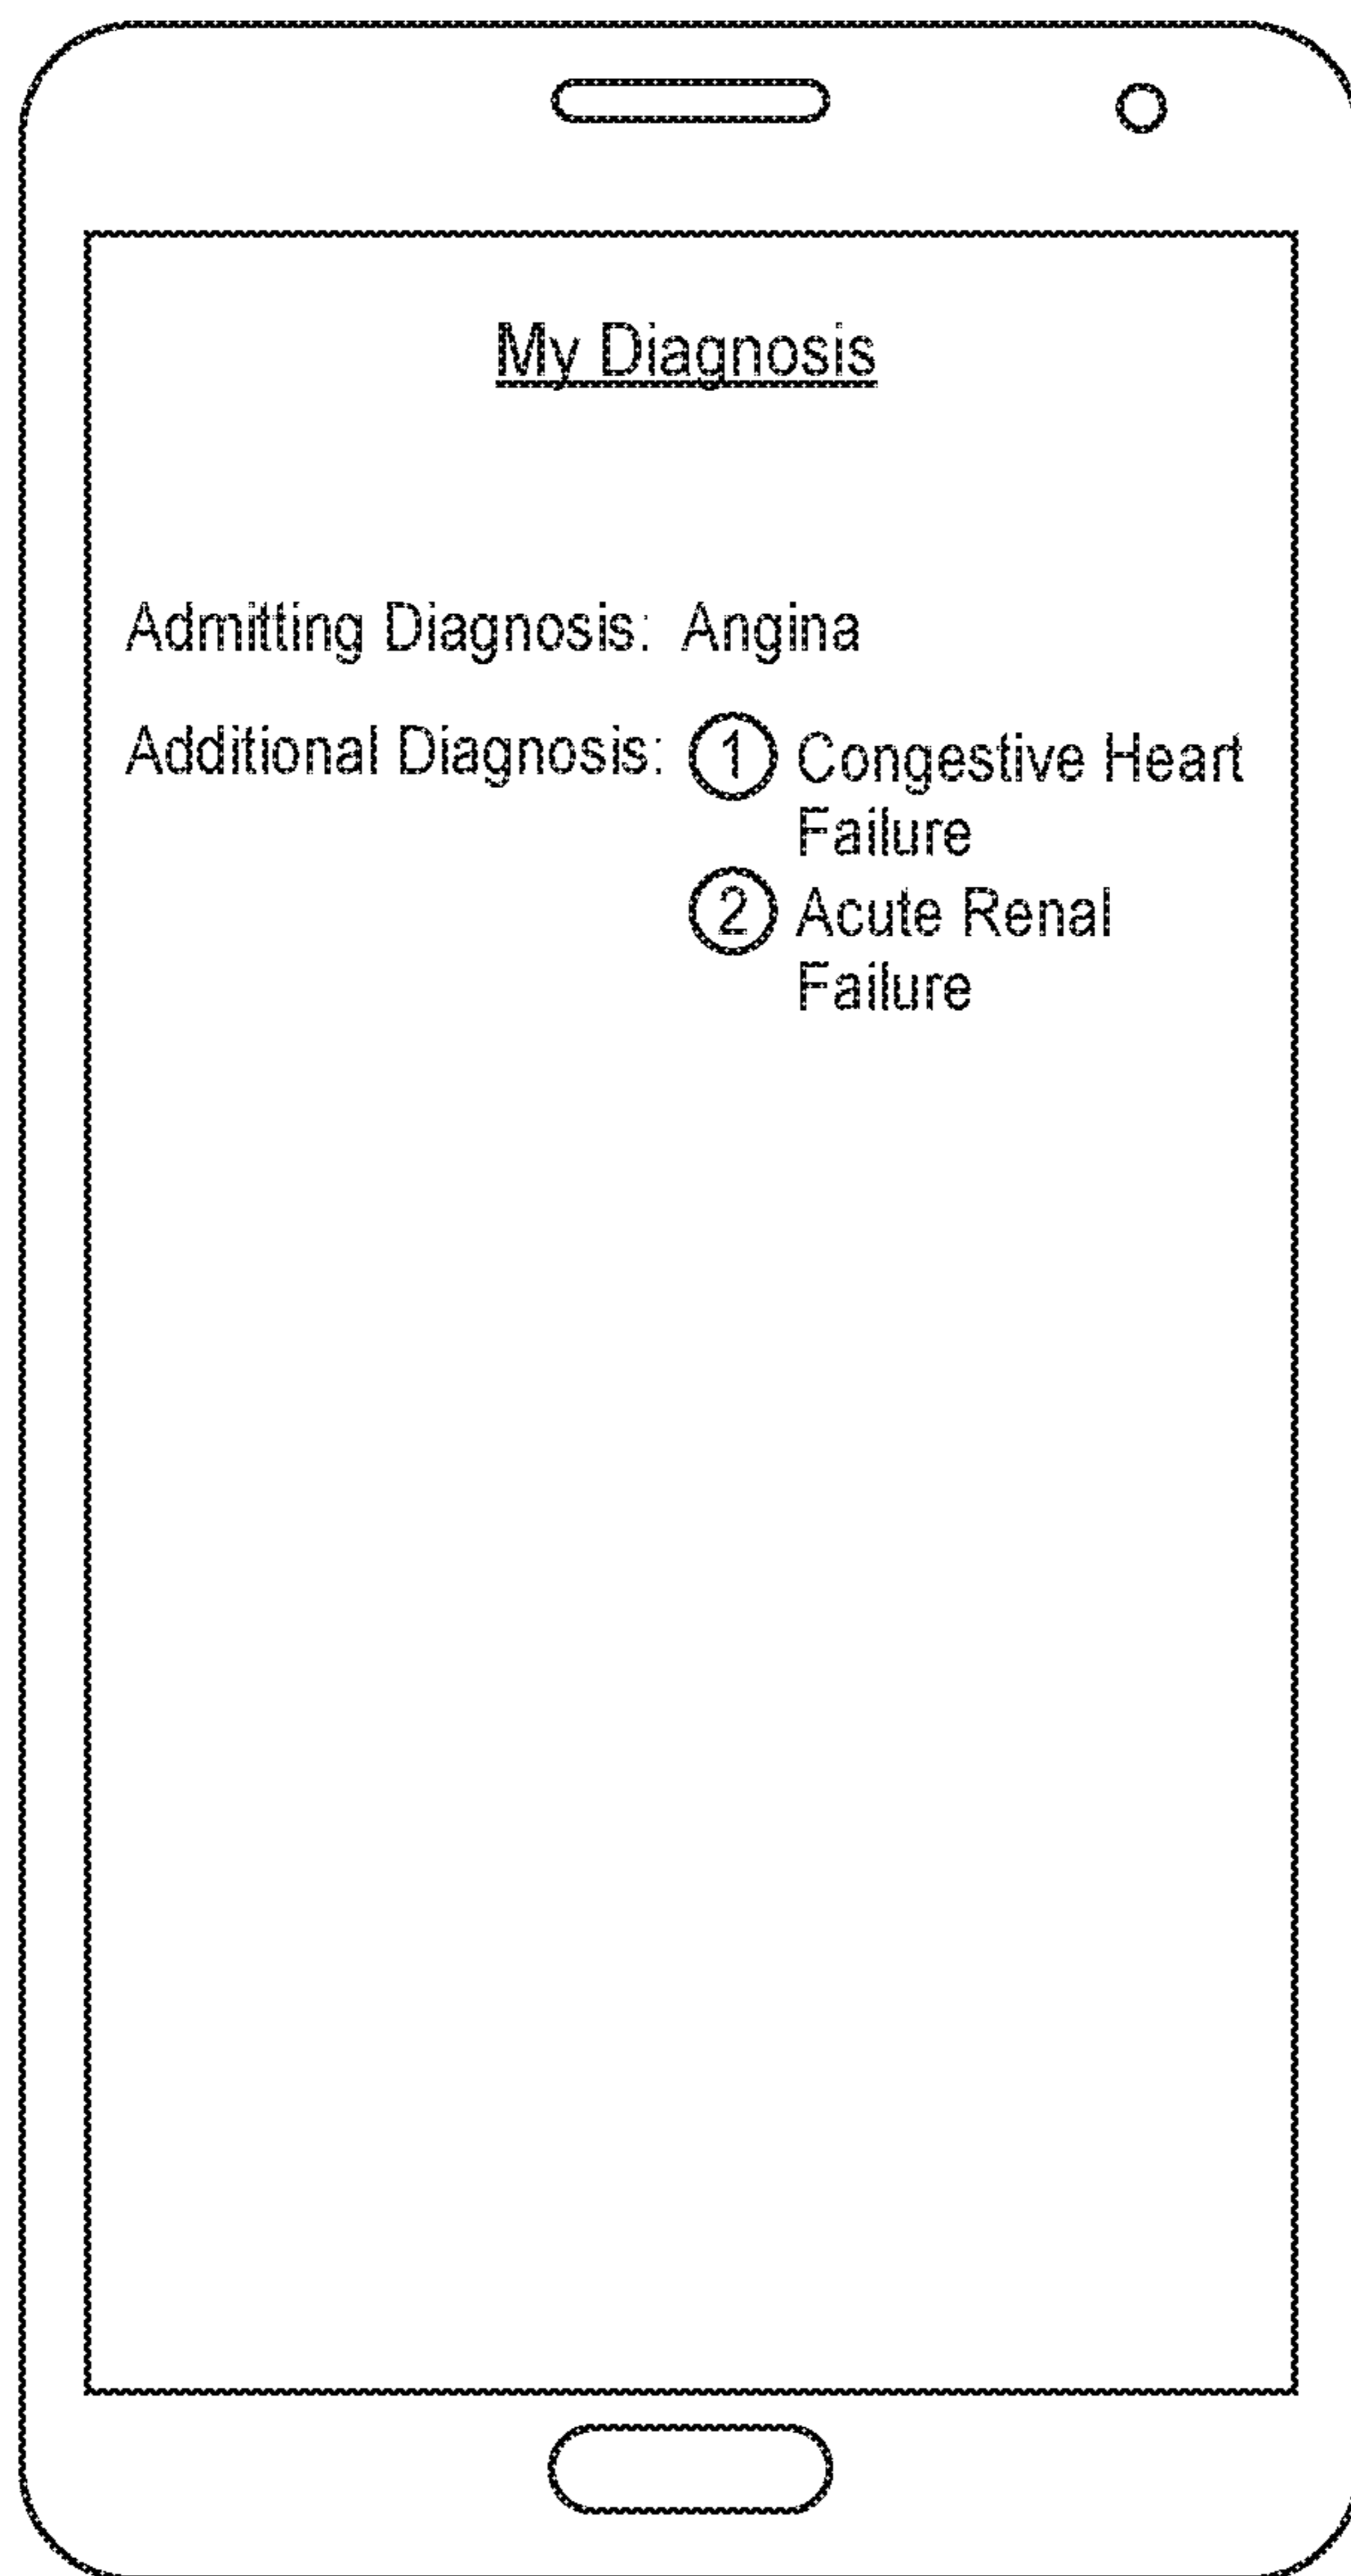 My Diagnosis
Admitting Diagnosis: Angina
Additional Diagnosis: ① Congestive Heart
Failure
② Acute Renal
Failure